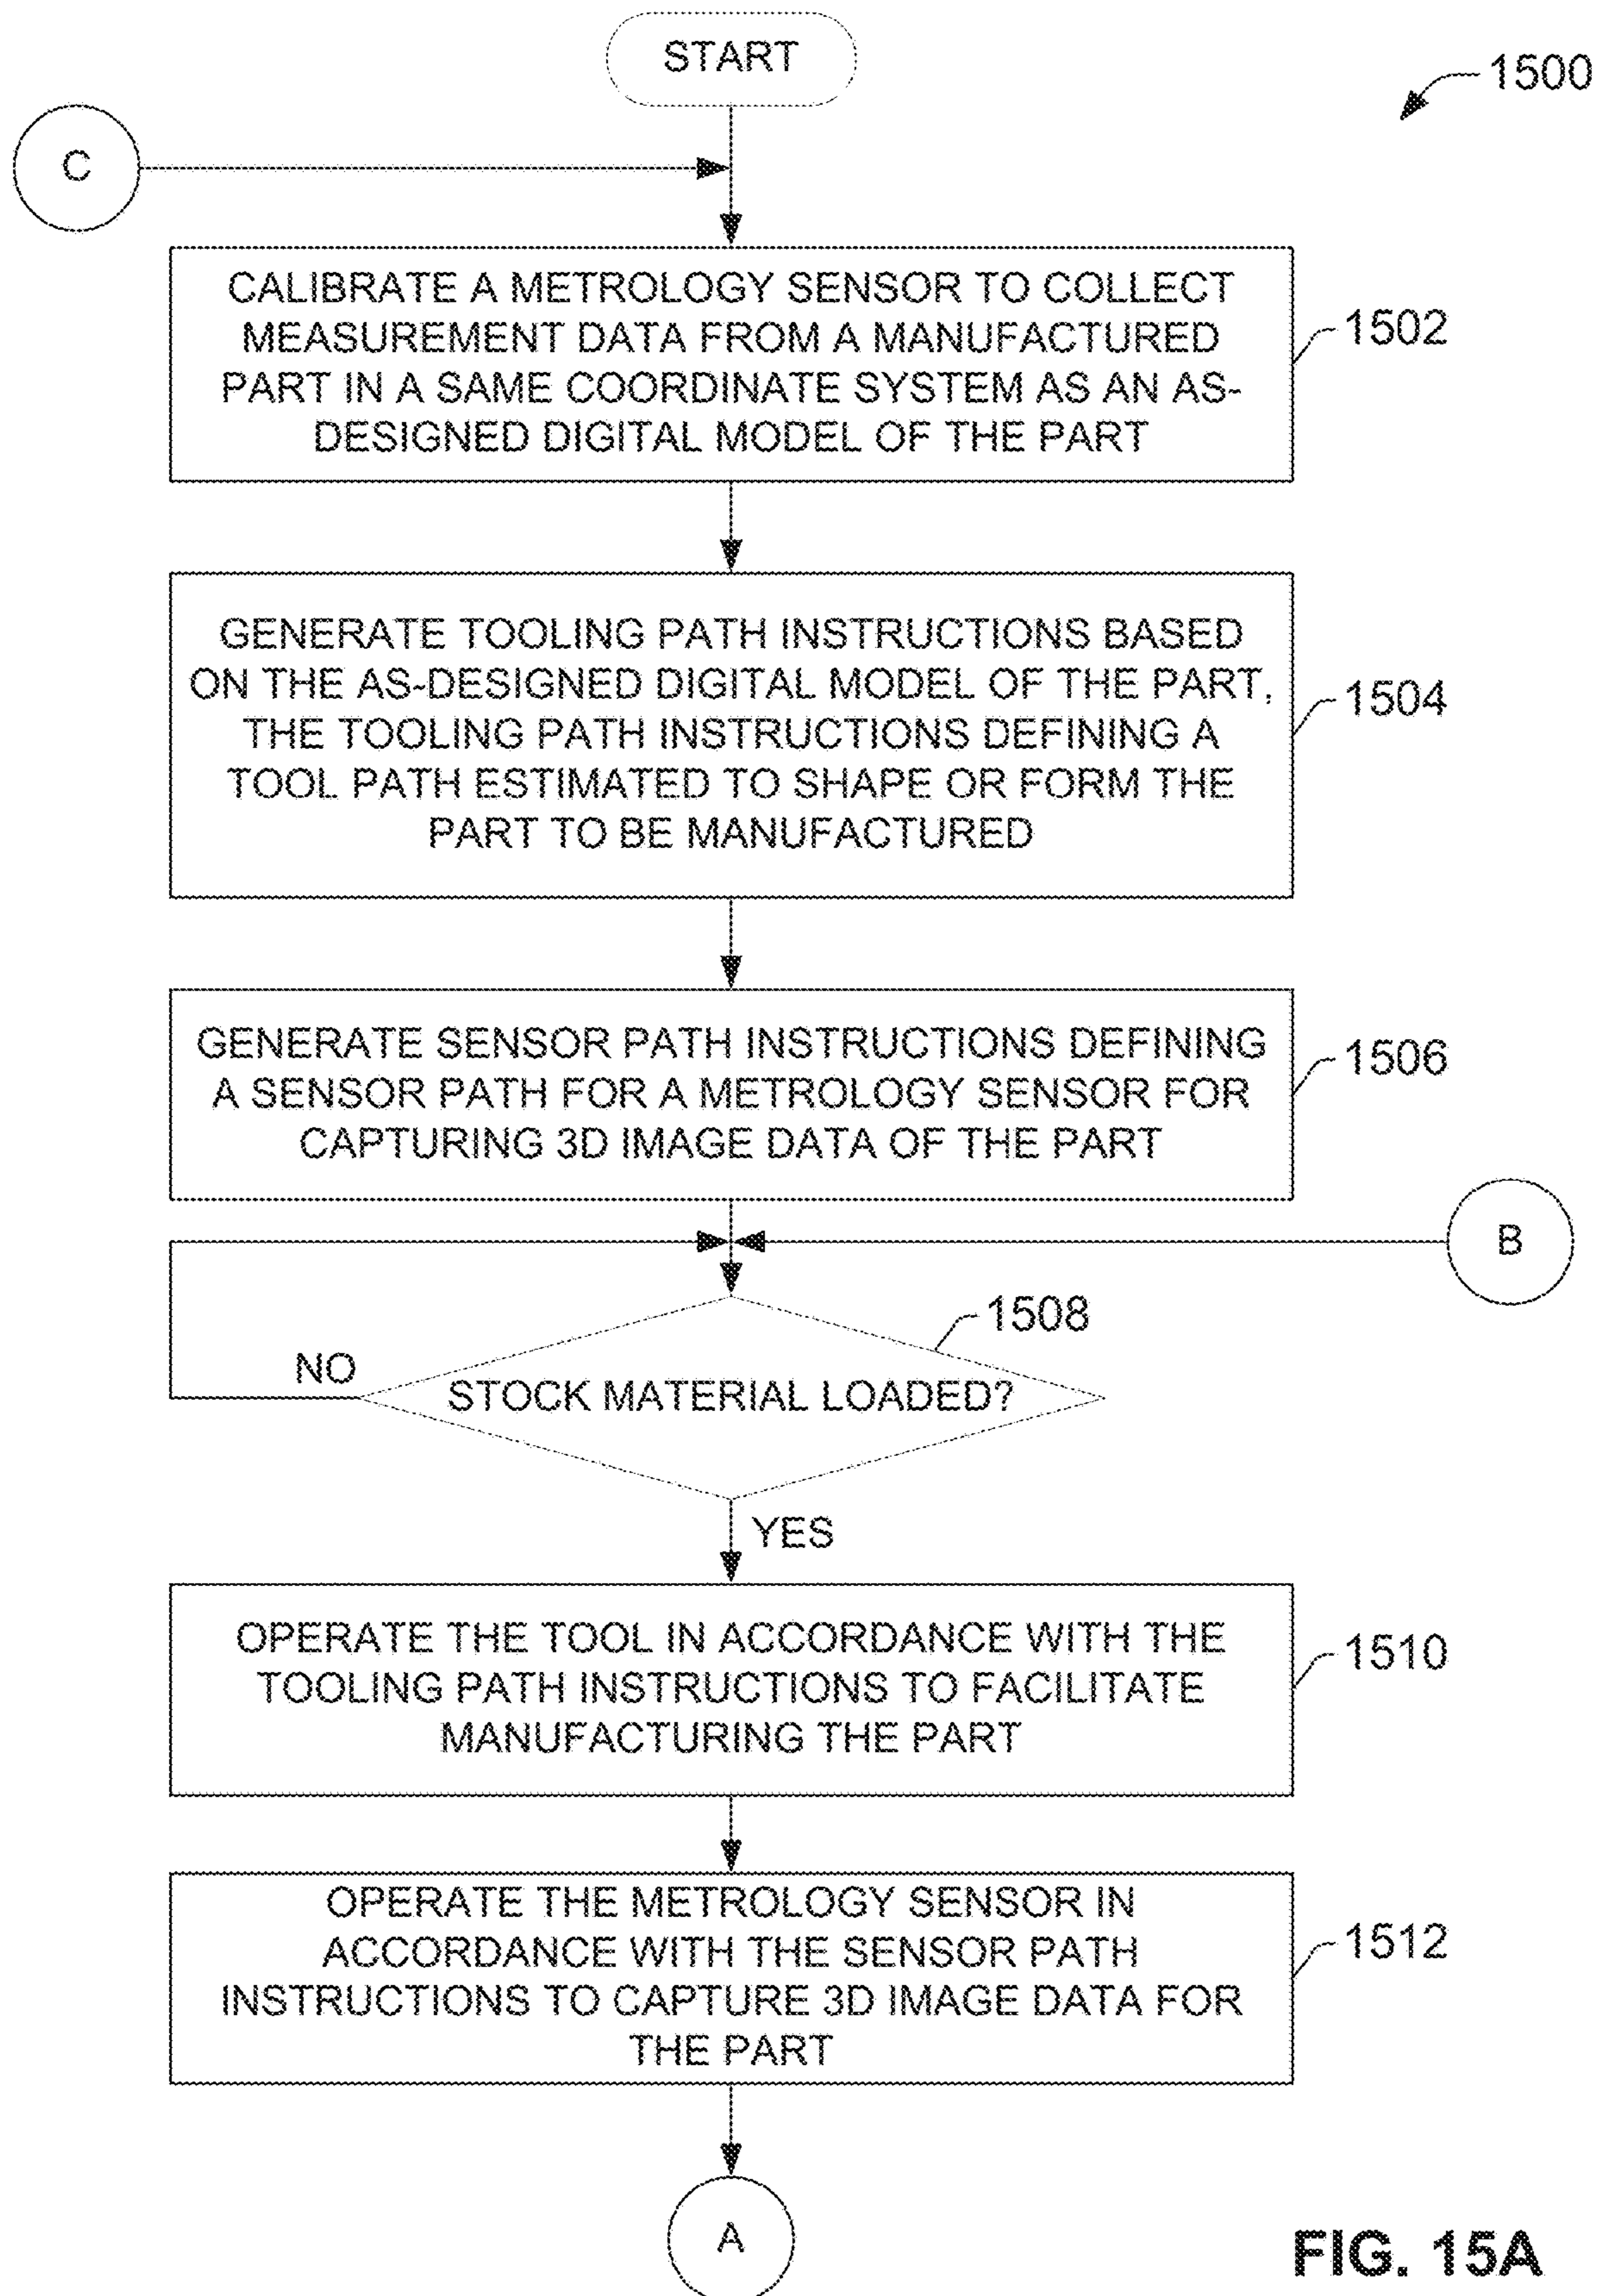 START
1500
C
CALIBRATE A METROLOGY SENSOR TO COLLECT
MEASUREMENT DATA FROM A MANUFACTURED
PART IN A SAME COORDINATE SYSTEM AS AN AS-
DESIGNED DIGITAL MODEL OF THE PART
1502
GENERATE TOOLING PATH INSTRUCTIONS BASED
ON THE AS-DESIGNED DIGITAL MODEL OF THE PART,
THE TOOLING PATH INSTRUCTIONS DEFINING A
TOOL PATH ESTIMATED TO SHAPE OR FORM THE
PART TO BE MANUFACTURED
1504
GENERATE SENSOR PATH INSTRUCTIONS DEFINING
A SENSOR PATH FOR A METROLOGY SENSOR FOR
CAPTURING 3D IMAGE DATA OF THE PART
1506
B
1508
NO
STOCK MATERIAL LOADED?
YES
OPERATE THE TOOL IN ACCORDANCE WITH THE
TOOLING PATH INSTRUCTIONS TO FACILITATE
MANUFACTURING THE PART
1510
OPERATE THE METROLOGY SENSOR IN
ACCORDANCE WITH THE SENSOR PATH
INSTRUCTIONS TO CAPTURE 3D IMAGE DATA FOR
THE PART
1512
A
FIG. 15A